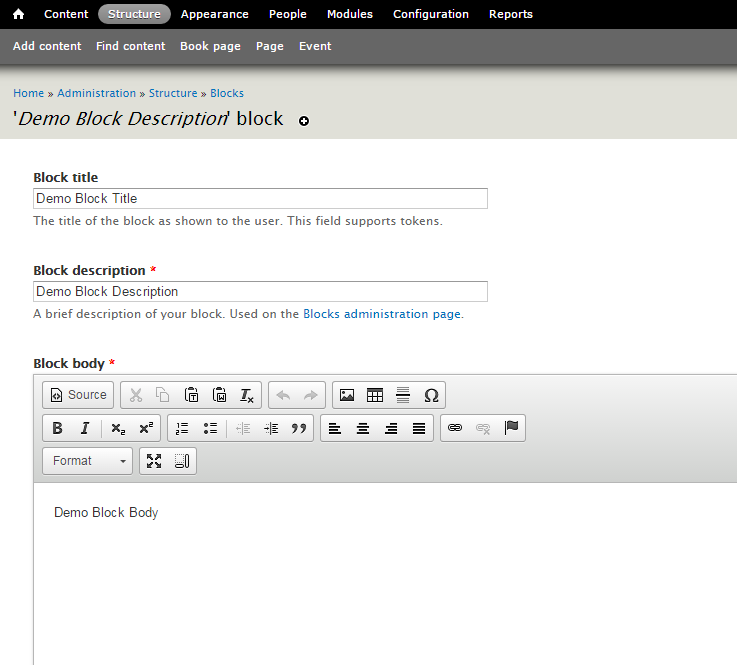 Content Structure Appearance People Modules Configuration Reports
Add content Find content Book page Page Event
Home » Administration » Structure » Blocks
'Demo Block Description' block
Block title
Demo Block Title
The title of the block as shown to the user. This field supports tokens.
Block description *
Demo Block Description
A brief description of your block. Used on the Blocks administration page.
Block body *
Source
Format
Demo Block Body